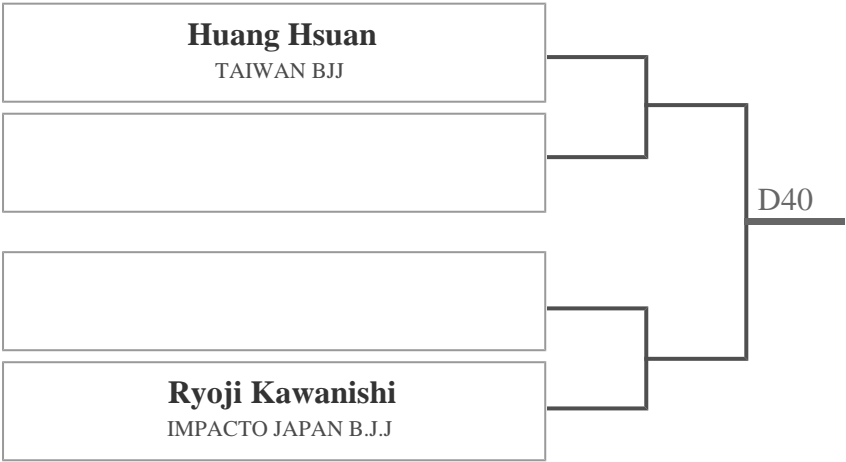 Huang Hsuan
TAIWAN BJJ
D40
Ryoji Kawanishi
IMPACTO JAPAN B.J.J